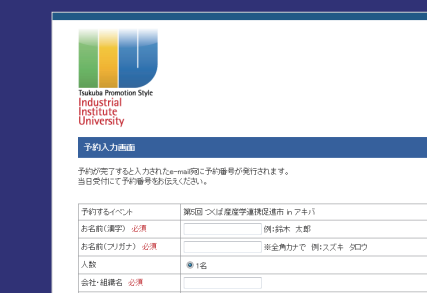 Tsukuba Promotion Style
Industrial
Institute
University
予約入力画面
予約が完了すると入力されたe-mail宛に予約番号が発行されます。
当日受付にて予約番号をお伝えください。
予約するイベント 第5回 つくば産産学連携促進市 in アキバ
お名前(漢字) 必須 例:鈴木 太郎
お名前(フリガナ) 必須 ※全角カナで 例:スズキ タロウ
人数 1名
会社・組織名 必須